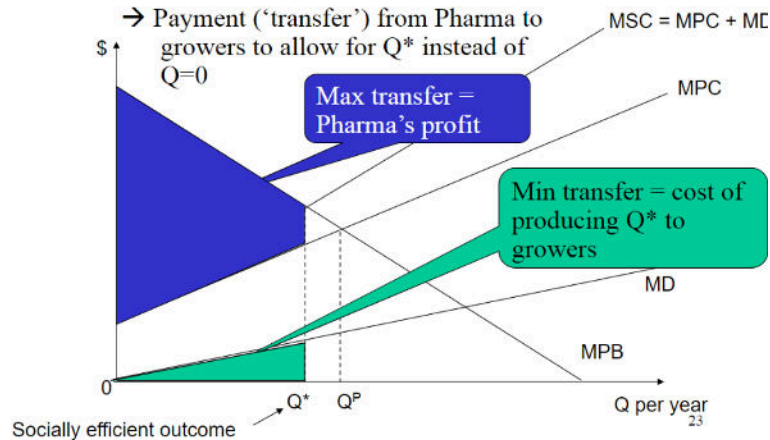 → Payment (‘transfer’) from Pharma to
growers to allow for Q* instead of
Q=0
$
MSC = MPC + MD
MPC
Max transfer =
Pharma’s profit
Min transfer = cost of
producing Q* to
growers
MD
MPB
0
Q*
Qᴾ
Q per year
23
Socially efficient outcome